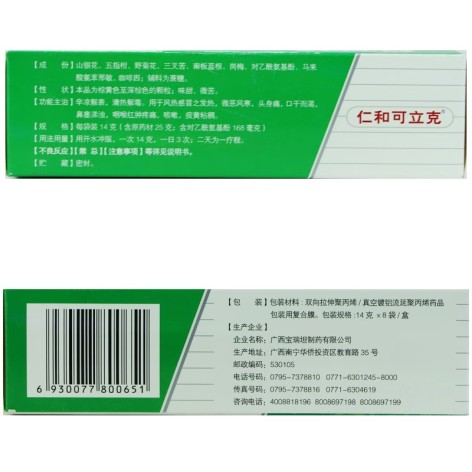 【成 份】山银花、五指柑、野菊花、三叉苦、南板蓝根、岗梅、对乙酰氨基酚、马来
酸氯苯那敏、咖啡因；辅料为蔗糖。
【性 状】本品为棕黄色至深棕色的颗粒；味甜、微苦。
【功能主治】辛凉解表，清热解毒。用于风热感冒之发热，微恶风寒，头身痛，口干而渴，
鼻塞涕浊，咽喉红肿疼痛，咳嗽，痰黄粘稠。
【规 格】每袋装14克（含原药材25克；含对乙酰氨基酚168毫克）
【用法用量】用开水冲服。一次14克，一日3次；二天为一疗程。
【不良反应】【禁 忌】【注意事项】等详见说明书。
【贮 藏】密封。
仁和可立克®
【包 装】包装材料：双向拉伸聚丙烯/真空镀铝流延聚丙烯药品
包装用复合膜。包装规格：14克×8袋/盒
【生产企业】
企业名称：广西宝瑞坦制药有限公司
生产地址：广西南宁华侨投资区教育路35号
邮政编码：530105
电话号码：0795-7378810 0771-6301245-8000
传真号码：0795-7378816 0771-6304619
咨询电话：4008818196 8008697198 8008697199
6 930077 800651